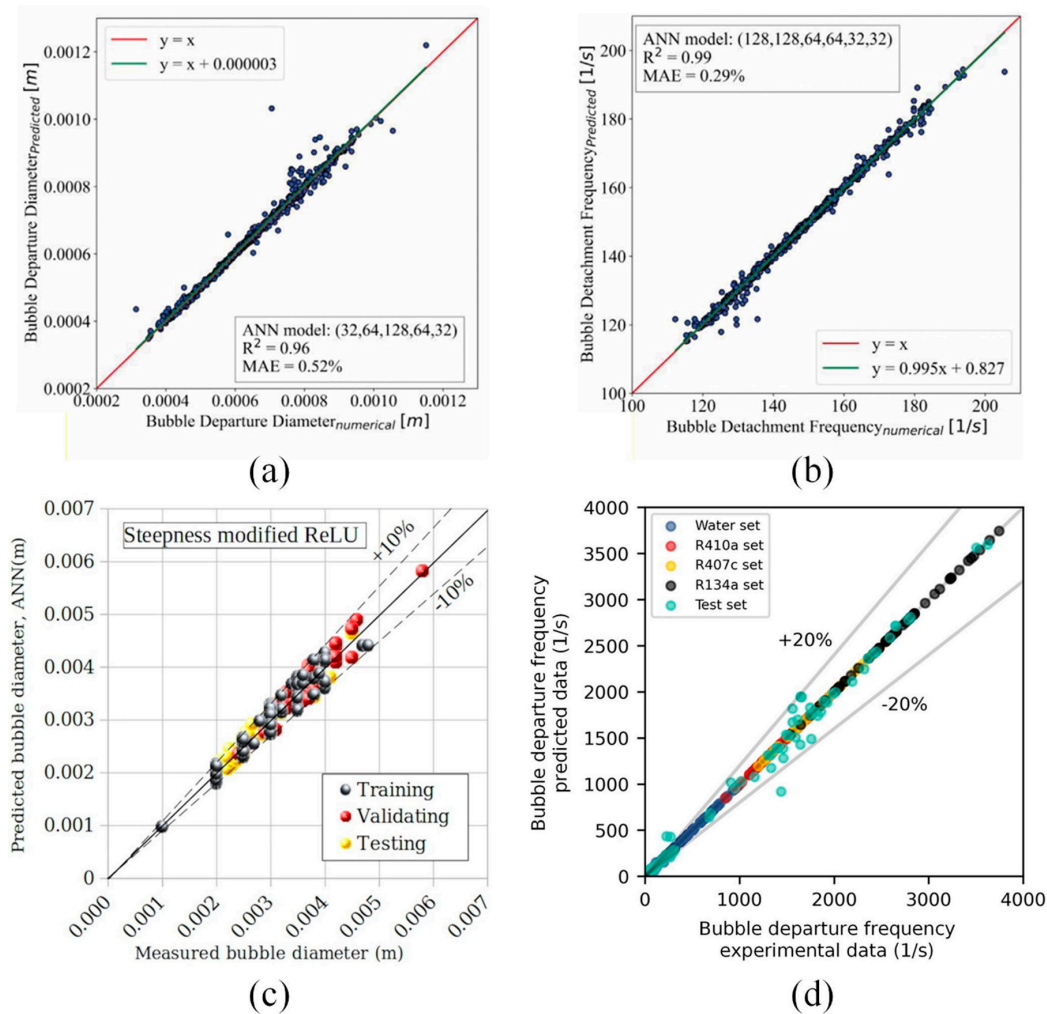 y = x
y = x + 0.000003
ANN model: (32,64,128,64,32)
R² = 0.96
MAE = 0.52%
0.0012
0.0010
0.0008
0.0006
0.0004
0.0002
0.0002 0.0004 0.0006 0.0008 0.0010 0.0012
Bubble Departure Diameter_Predicted [m]
Bubble Departure Diameter_numerical [m]
(a)
ANN model: (128,128,64,64,32,32)
R² = 0.99
MAE = 0.29%
y = x
y = 0.995x + 0.827
200
180
160
140
120
100
100 120 140 160 180 200
Bubble Detachment Frequency_Predicted [1/s]
Bubble Detachment Frequency_numerical [1/s]
(b)
Steepness modified ReLU
+10%
-10%
Training
Validating
Testing
0.007
0.006
0.005
0.004
0.003
0.002
0.001
0
0.000 0.001 0.002 0.003 0.004 0.005 0.006 0.007
Predicted bubble diameter, ANN(m)
Measured bubble diameter (m)
(c)
Water set
R410a set
R407c set
R134a set
Test set
+20%
-20%
4000
3500
3000
2500
2000
1500
1000
500
0
0 1000 2000 3000 4000
Bubble departure frequency
predicted data (1/s)
Bubble departure frequency
experimental data (1/s)
(d)